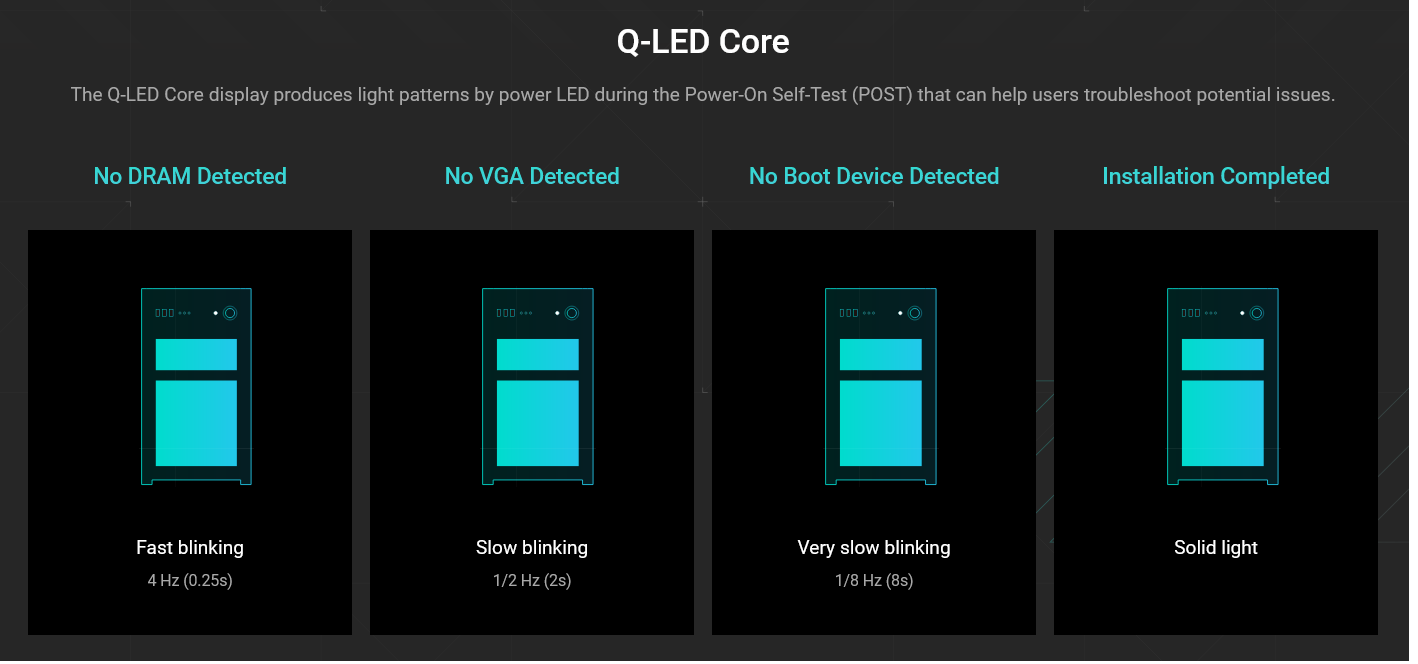 Q-LED Core
The Q-LED Core display produces light patterns by power LED during the Power-On Self-Test (POST) that can help users troubleshoot potential issues.
No DRAM Detected
No VGA Detected
No Boot Device Detected
Installation Completed
Fast blinking
4 Hz (0.25s)
Slow blinking
1/2 Hz (2s)
Very slow blinking
1/8 Hz (8s)
Solid light